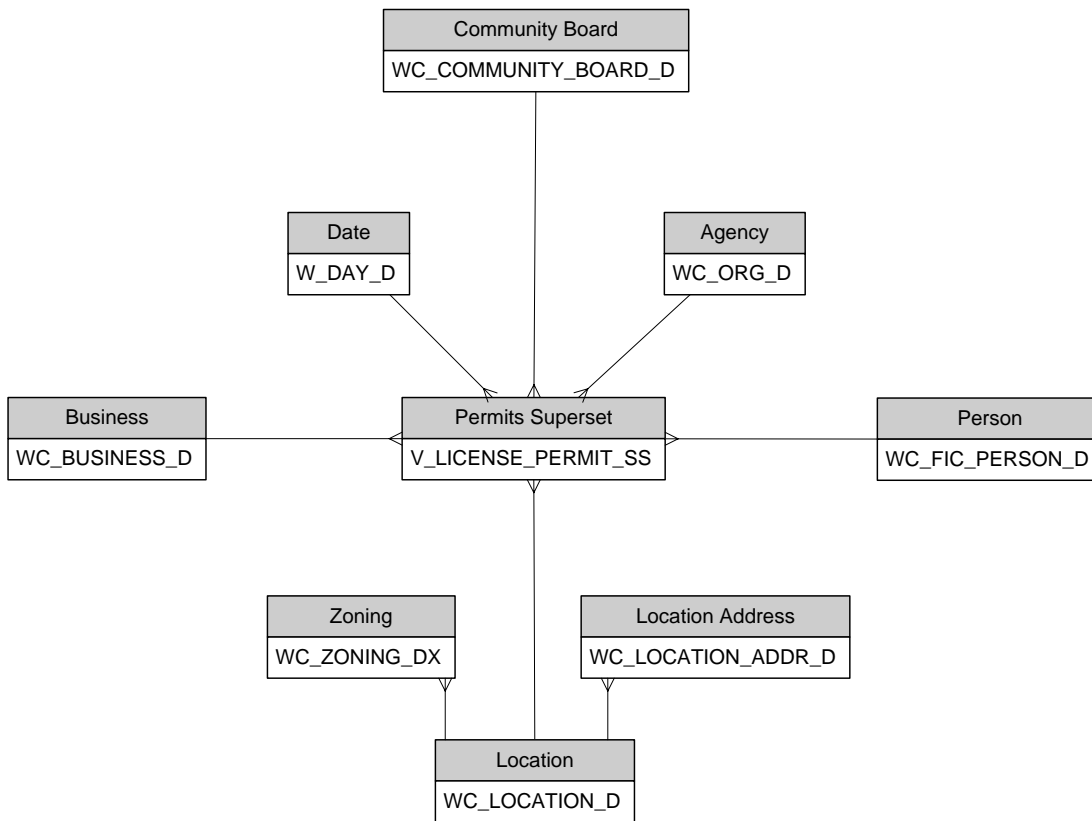 Community Board
WC_COMMUNITY_BOARD_D
Date
W_DAY_D
Agency
WC_ORG_D
Business
WC_BUSINESS_D
Permits Superset
V_LICENSE_PERMIT_SS
Person
WC_FIC_PERSON_D
Zoning
WC_ZONING_DX
Location Address
WC_LOCATION_ADDR_D
Location
WC_LOCATION_D